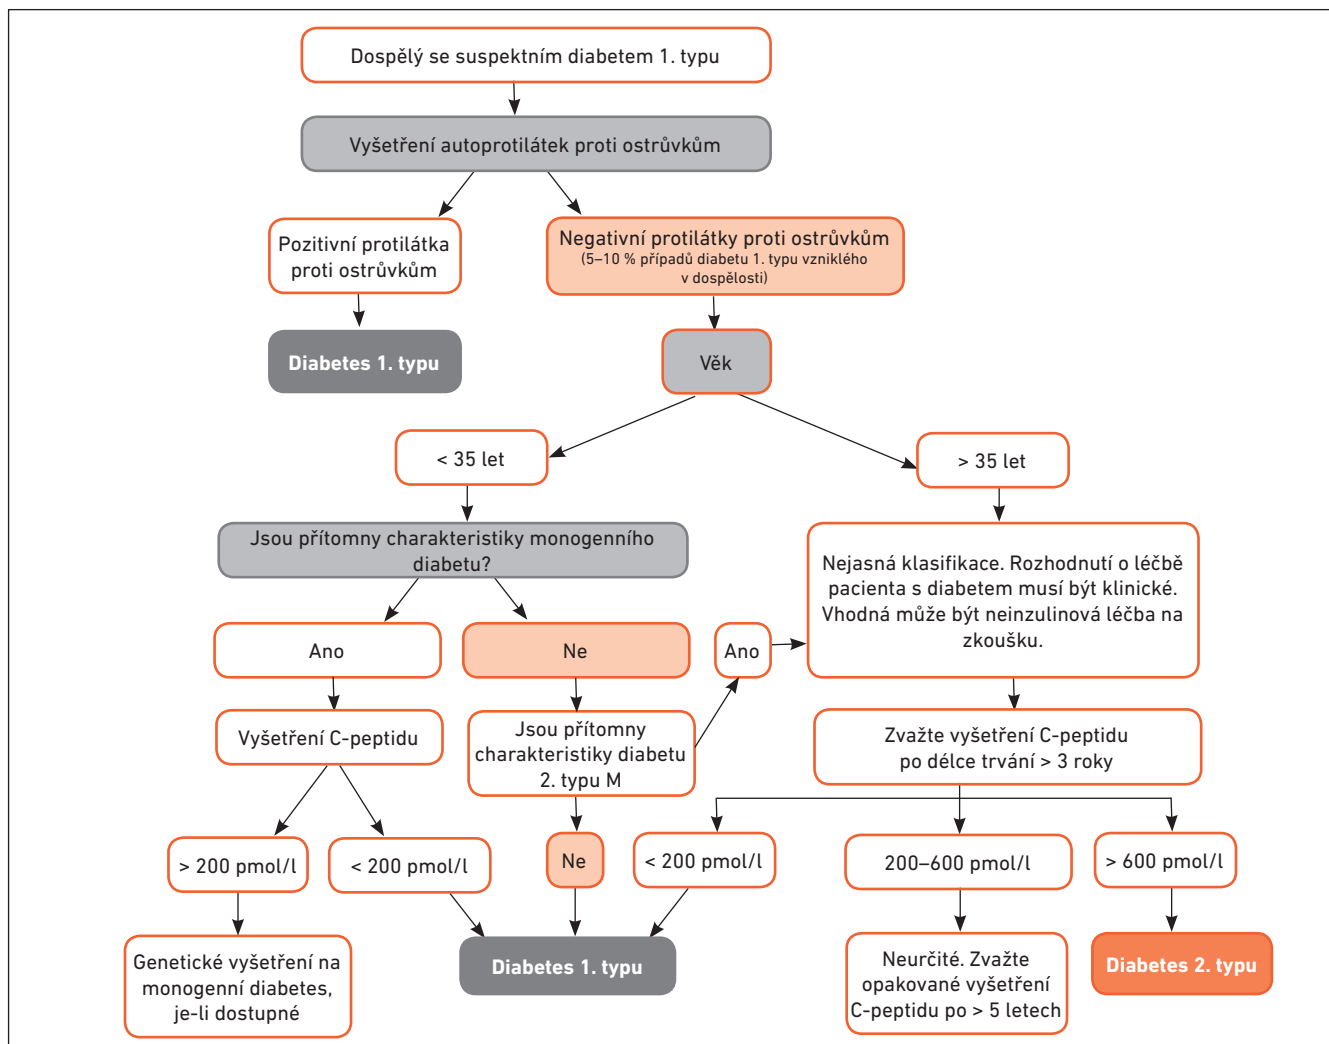 Dospělý se suspektním diabetem 1. typu
Vyšetření autoprotilátek proti ostrůvkům
Pozitivní protilátka
proti ostrůvkům
Negativní protilátky proti ostrůvkům
(5–10 % případů diabetu 1. typu vzniklého
v dospělosti)
Diabetes 1. typu
Věk
< 35 let
> 35 let
Jsou přítomny charakteristiky monogenního
diabetu?
Nejasná klasifikace. Rozhodnutí o léčbě
pacienta s diabetem musí být klinické.
Vhodná může být neinzulinová léčba na
zkoušku.
Ano
Ne
Ano
Vyšetření C-peptidu
Jsou přítomny
charakteristiky diabetu
2. typu M
Zvažte vyšetření C-peptidu
po délce trvání > 3 roky
> 200 pmol/l
< 200 pmol/l
Ne
< 200 pmol/l
200–600 pmol/l
> 600 pmol/l
Genetické vyšetření na
monogenní diabetes,
je-li dostupné
Diabetes 1. typu
Neurčité. Zvažte
opakované vyšetření
C-peptidu po > 5 letech
Diabetes 2. typu